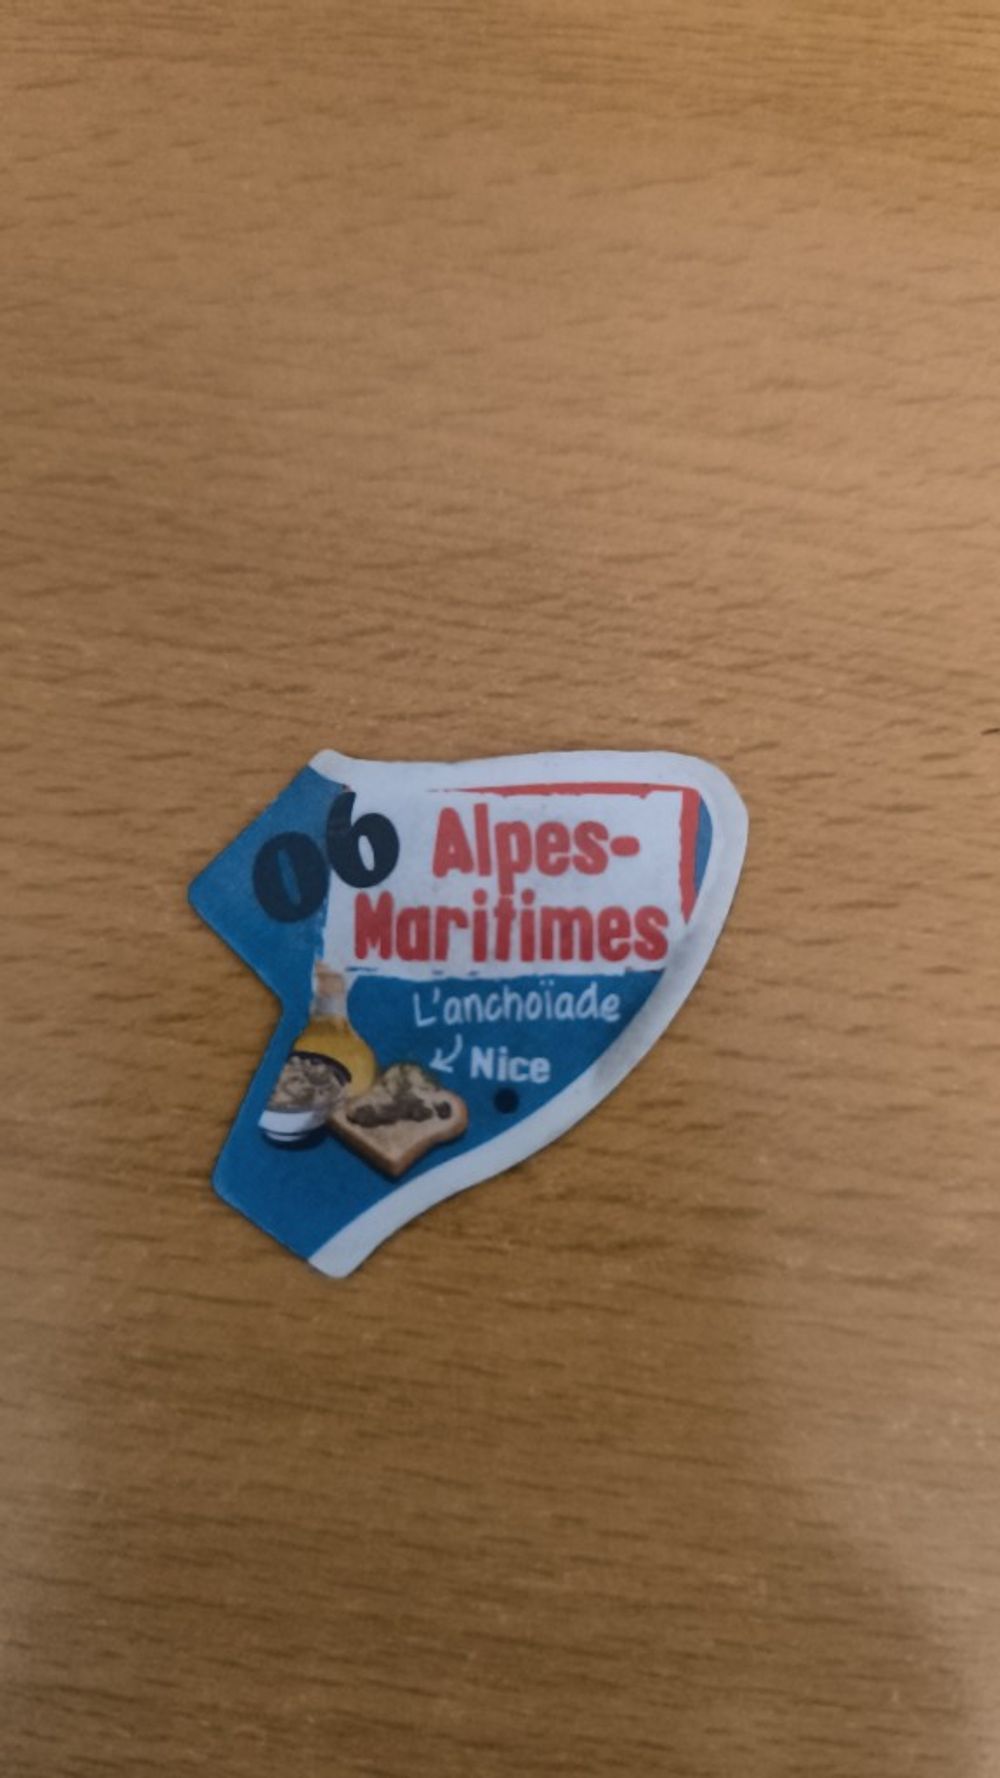 06
Alpes-
Maritimes
L'anchoïade
Nice